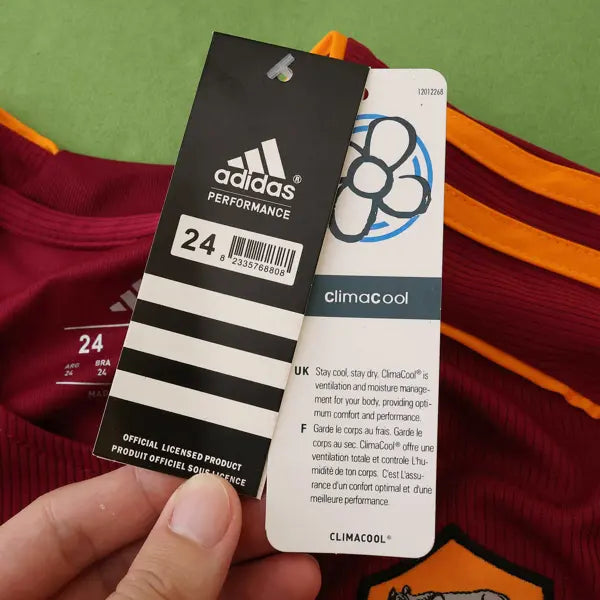 adidas®
PERFORMANCE
24
8 2335768808
OFFICIAL LICENSED PRODUCT
PRODUIT OFFICIEL SOUS LICENCE
12012268
climacool
UK Stay cool, stay dry. ClimaCool® is
ventilation and moisture manage-
ment for your body, providing opti-
mum comfort and performance.
F Garde le corps au frais. Garde le
corps au sec. ClimaCool® offre une
ventilation totale et controle L'hu-
midité de ton corps. C'est L'assu-
rance d'un confort optimal et d'une
meilleure performance.
CLIMACOOL®
24
ARG BRA
24 24